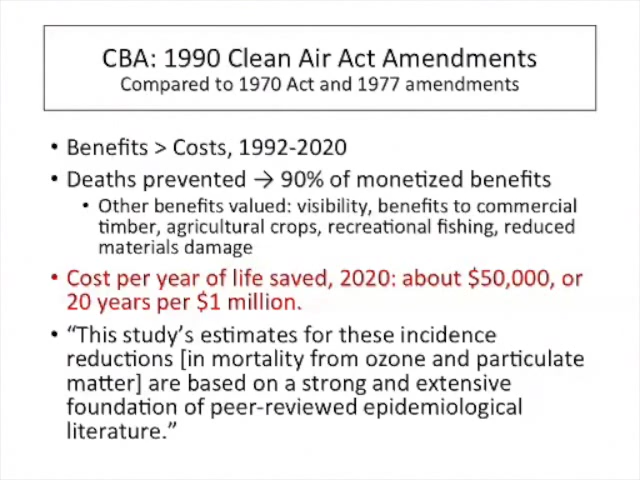 CBA: 1990 Clean Air Act Amendments
Compared to 1970 Act and 1977 amendments
• Benefits > Costs, 1992-2020
• Deaths prevented → 90% of monetized benefits
• Other benefits valued: visibility, benefits to commercial
timber, agricultural crops, recreational fishing, reduced
materials damage
• Cost per year of life saved, 2020: about $50,000, or
20 years per $1 million.
• “This study’s estimates for these incidence
reductions [in mortality from ozone and particulate
matter] are based on a strong and extensive
foundation of peer-reviewed epidemiological
literature.”